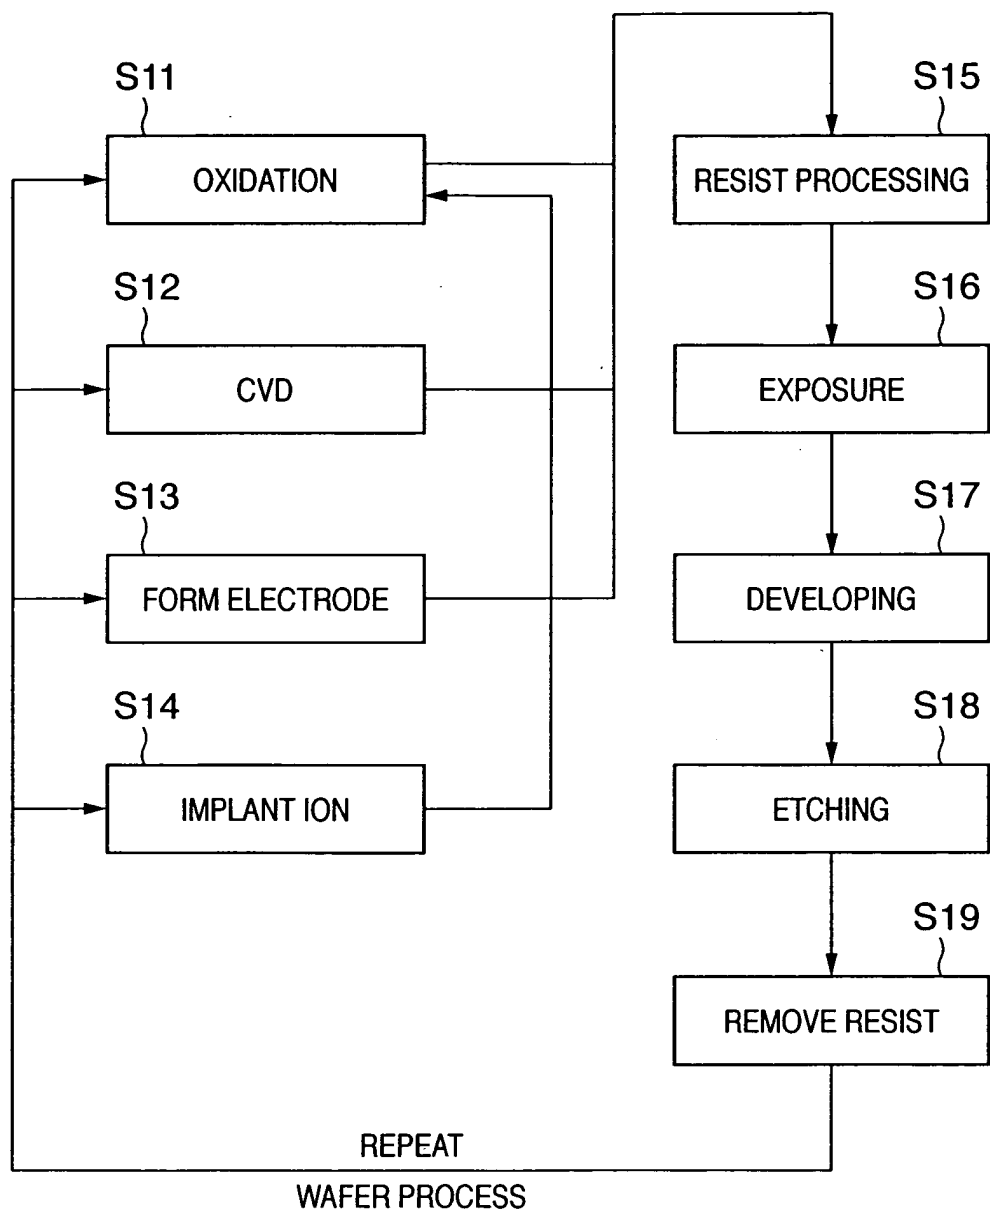 S11
OXIDATION
S12
CVD
S13
FORM ELECTRODE
S14
IMPLANT ION
S15
RESIST PROCESSING
S16
EXPOSURE
S17
DEVELOPING
S18
ETCHING
S19
REMOVE RESIST
REPEAT
WAFER PROCESS